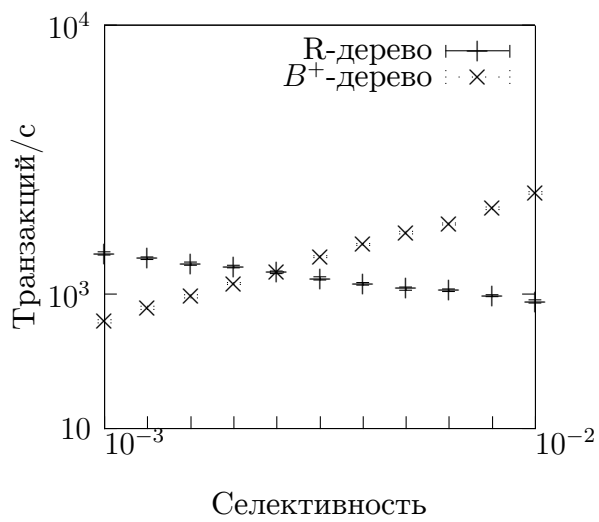 10^4
R-дерево
B^+-дерево
Транзакций/с
10^3
10
10^-3
10^-2
Селективность